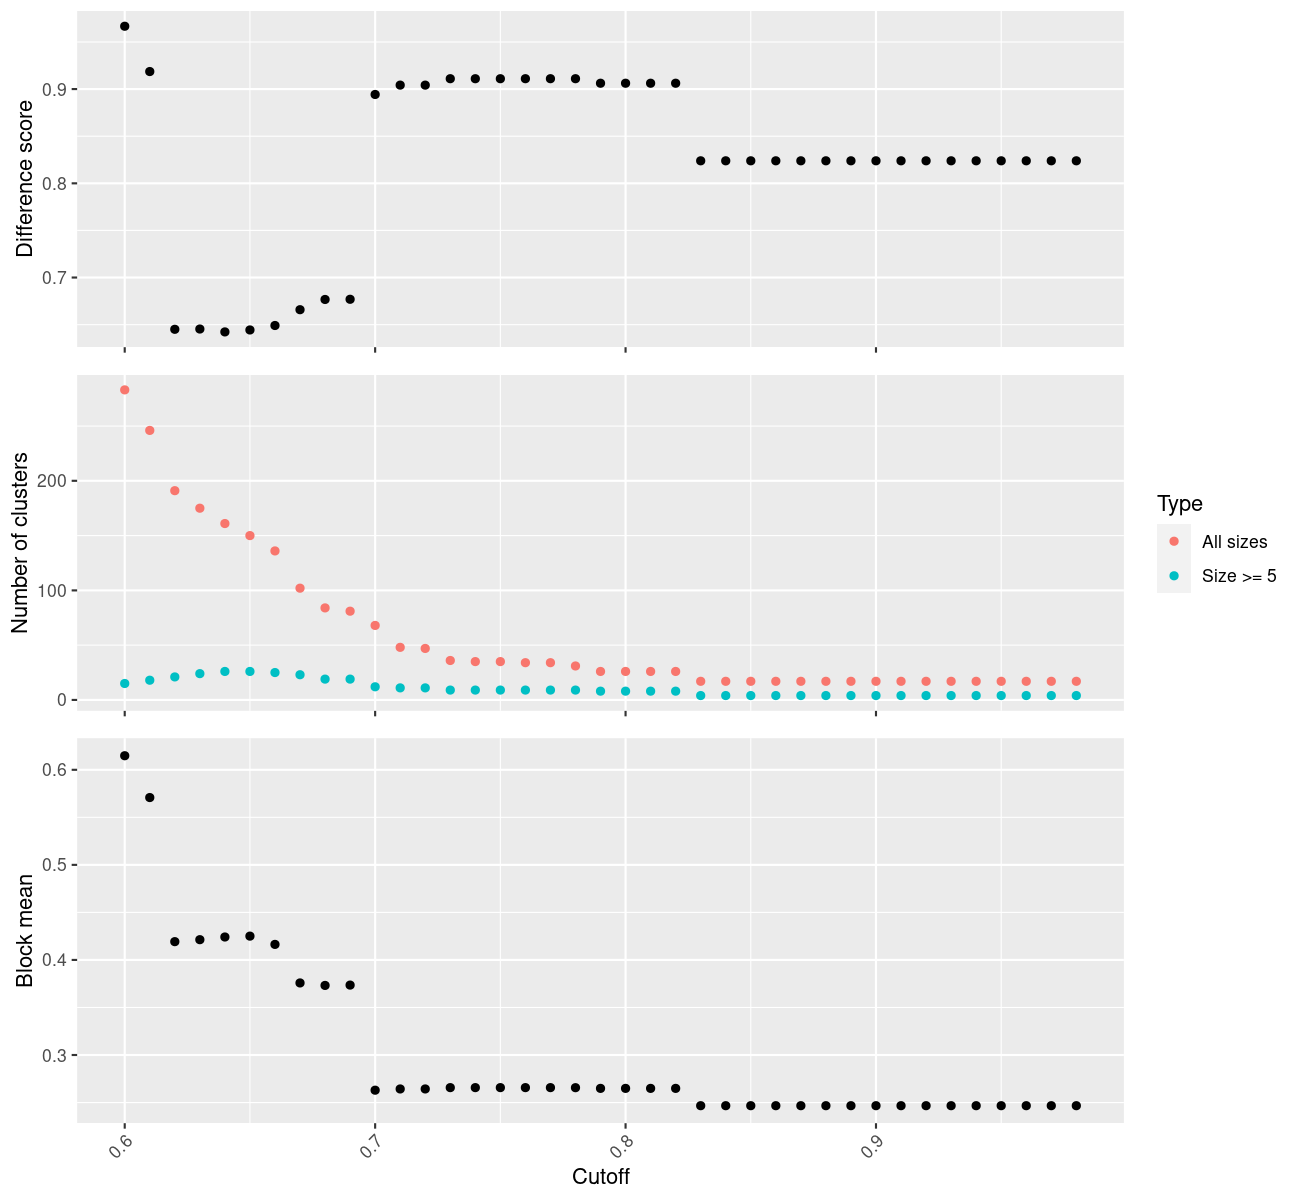 Difference score
0.9
0.8
0.7
Number of clusters
200
100
0
Type
All sizes
Size >= 5
Block mean
0.6
0.5
0.4
0.3
0.6
0.7
0.8
0.9
Cutoff